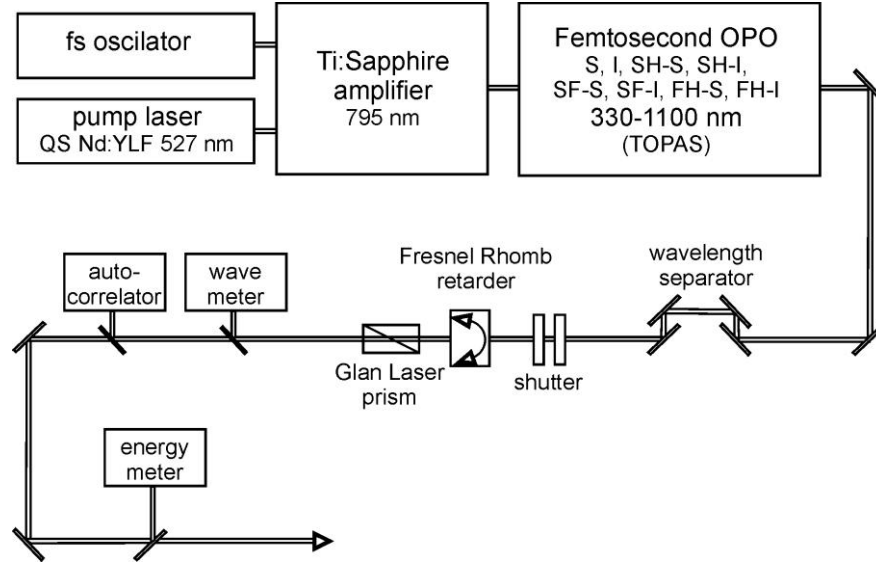 fs oscilator
pump laser
QS Nd:YLF 527 nm
Ti:Sapphire
amplifier
795 nm
Femtosecond OPO
S, I, SH-S, SH-I,
SF-S, SF-I, FH-S, FH-I
330-1100 nm
(TOPAS)
auto-
correlator
wave
meter
Fresnel Rhomb
retarder
wavelength
separator
Glan Laser
prism
shutter
energy
meter